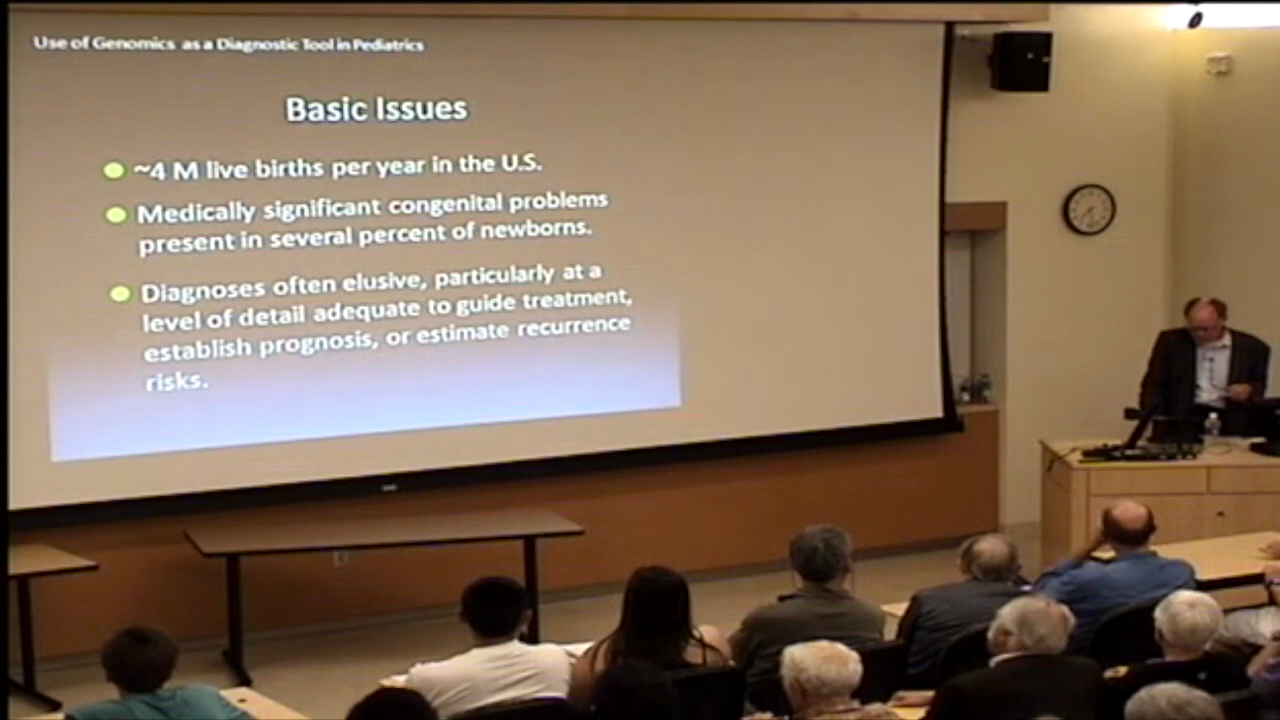 Use of Genomics as a Diagnostic Tool in Pediatrics
Basic Issues
~4 M live births per year in the U.S.
Medically significant congenital problems
present in several percent of newborns.
Diagnoses often elusive, particularly at a
level of detail adequate to guide treatment,
establish prognosis, or estimate recurrence
risks.